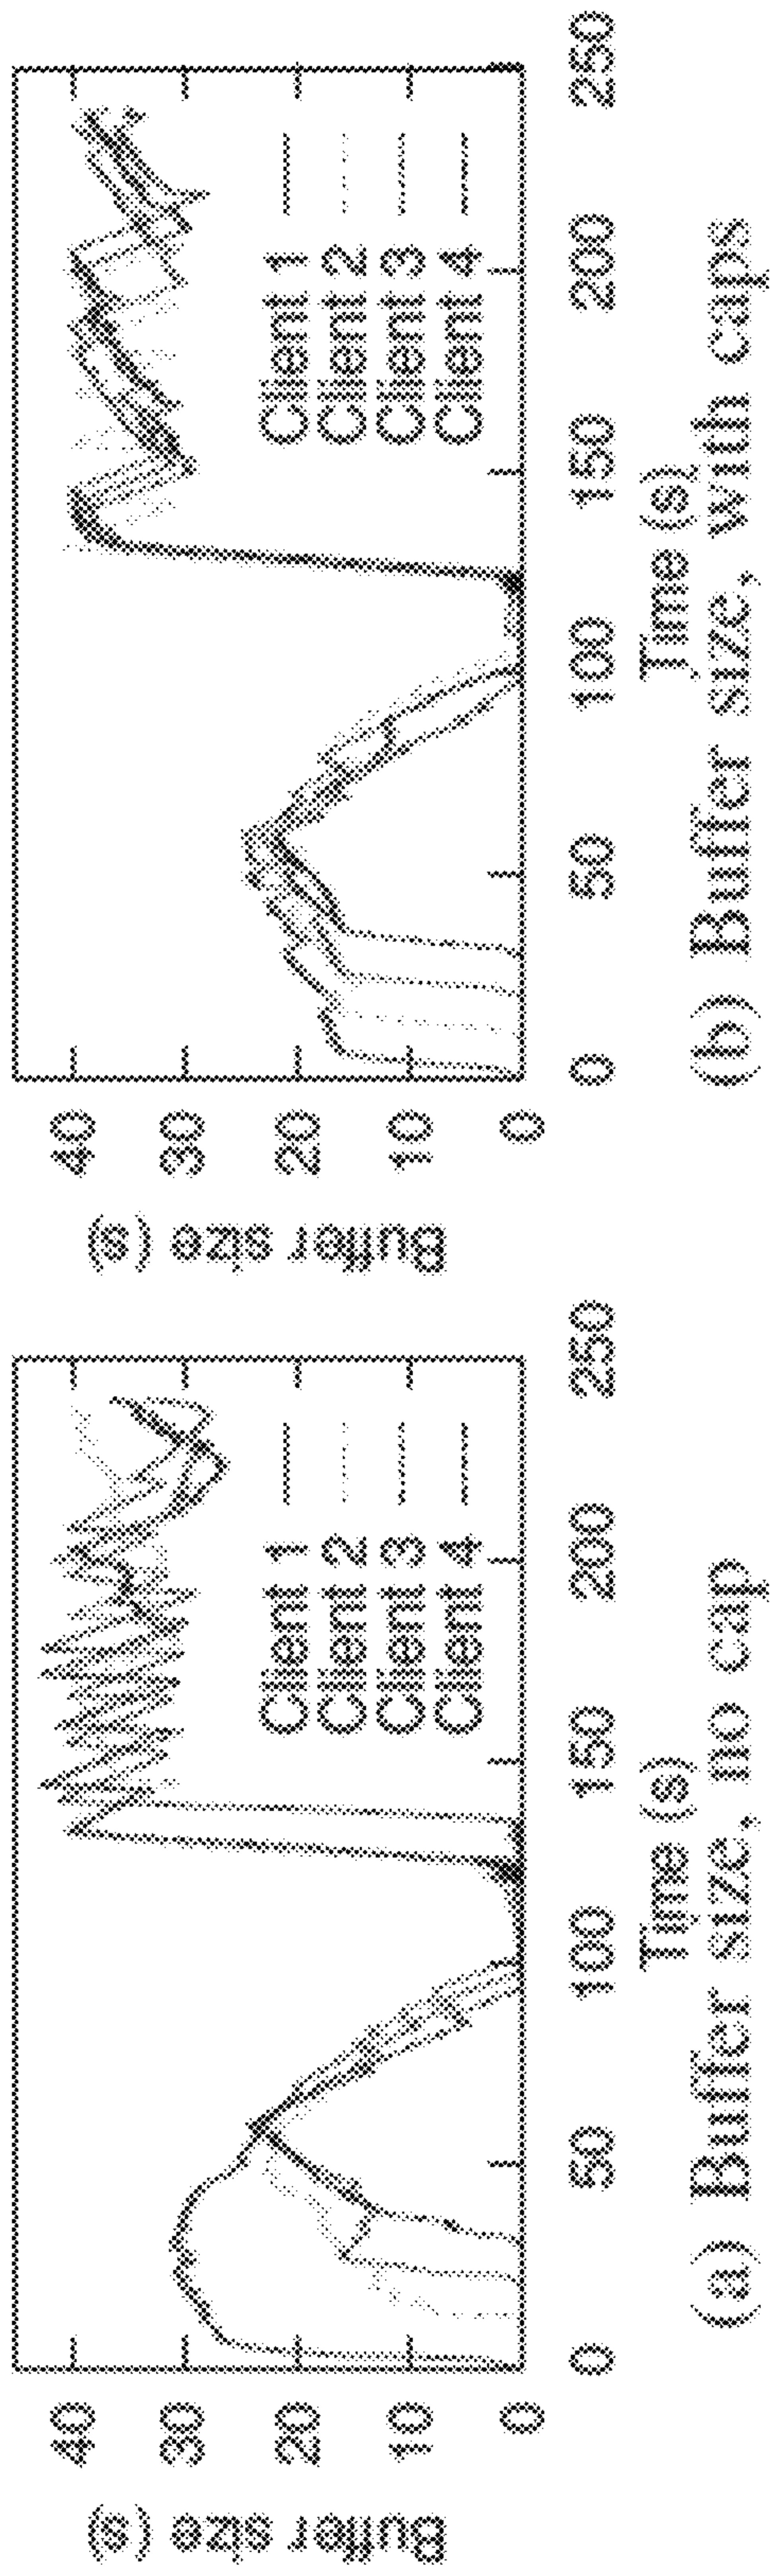 Buffer size (s)
40
30
20
10
0
Client 1
Client 2
Client 3
Client 4
0 50 100 150 200 250
Time (s)
(a) Buffer size, no cap
Buffer size (s)
40
30
20
10
0
Client 1
Client 2
Client 3
Client 4
0 50 100 150 200 250
Time (s)
(b) Buffer size, with caps